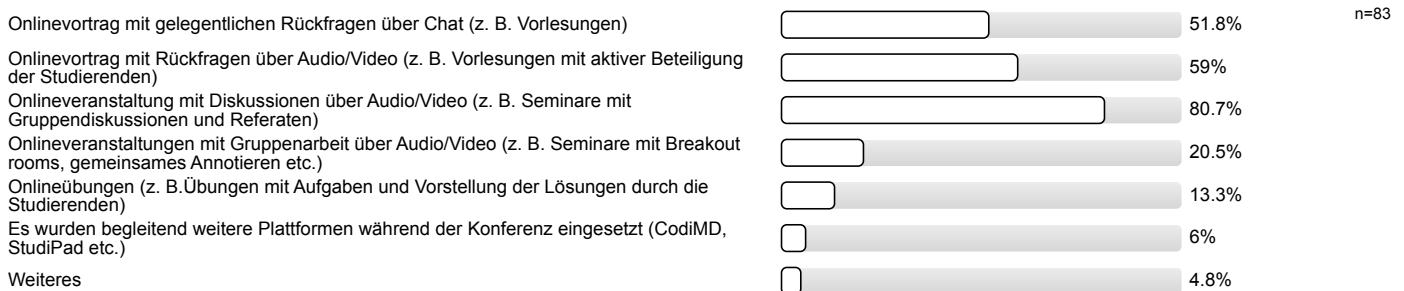 n=83
Onlinevortrag mit gelegentlichen Rückfragen über Chat (z. B. Vorlesungen) 51.8%
Onlinevortrag mit Rückfragen über Audio/Video (z. B. Vorlesungen mit aktiver Beteiligung
der Studierenden) 59%
Onlineveranstaltung mit Diskussionen über Audio/Video (z. B. Seminare mit
Gruppendiskussionen und Referaten) 80.7%
Onlineveranstaltungen mit Gruppenarbeit über Audio/Video (z. B. Seminare mit Breakout
rooms, gemeinsames Annotieren etc.) 20.5%
Onlineübungen (z. B.Übungen mit Aufgaben und Vorstellung der Lösungen durch die
Studierenden) 13.3%
Es wurden begleitend weitere Plattformen während der Konferenz eingesetzt (CodiMD,
StudiPad etc.) 6%
Weiteres 4.8%